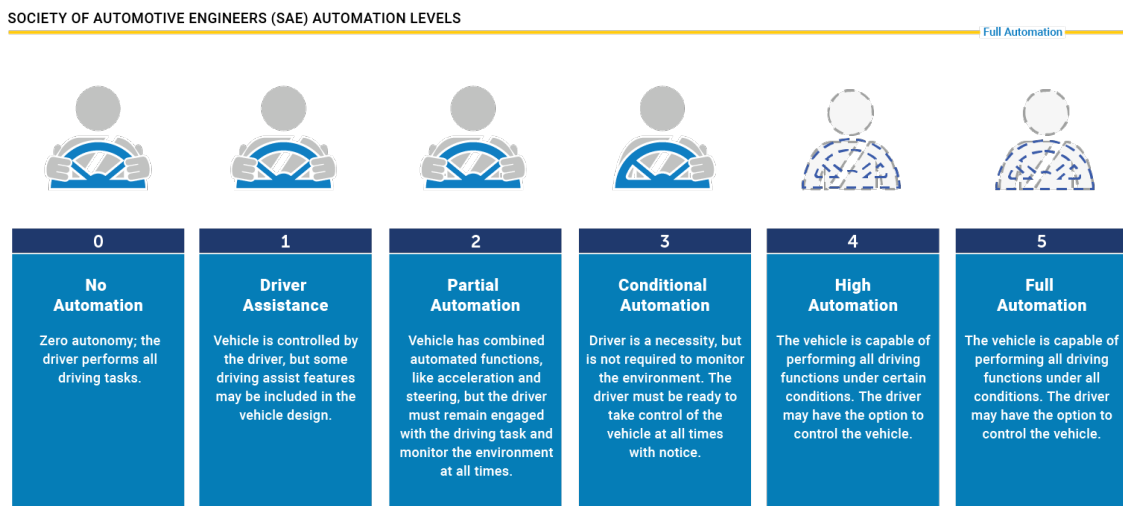 SOCIETY OF AUTOMOTIVE ENGINEERS (SAE) AUTOMATION LEVELS
Full Automation
0
No
Automation
Zero autonomy; the
driver performs all
driving tasks.
1
Driver
Assistance
Vehicle is controlled by
the driver, but some
driving assist features
may be included in the
vehicle design.
2
Partial
Automation
Vehicle has combined
automated functions,
like acceleration and
steering, but the driver
must remain engaged
with the driving task and
monitor the environment
at all times.
3
Conditional
Automation
Driver is a necessity, but
is not required to monitor
the environment. The
driver must be ready to
take control of the
vehicle at all times
with notice.
4
High
Automation
The vehicle is capable of
performing all driving
functions under certain
conditions. The driver
may have the option to
control the vehicle.
5
Full
Automation
The vehicle is capable of
performing all driving
functions under all
conditions. The driver
may have the option to
control the vehicle.